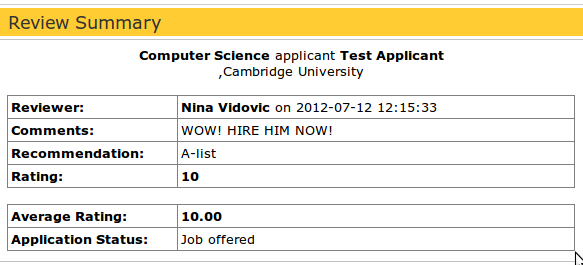 Review Summary
Computer Science applicant Test Applicant
,Cambridge University
Reviewer: Nina Vidovic on 2012-07-12 12:15:33
Comments: WOW! HIRE HIM NOW!
Recommendation: A-list
Rating: 10
Average Rating: 10.00
Application Status: Job offered